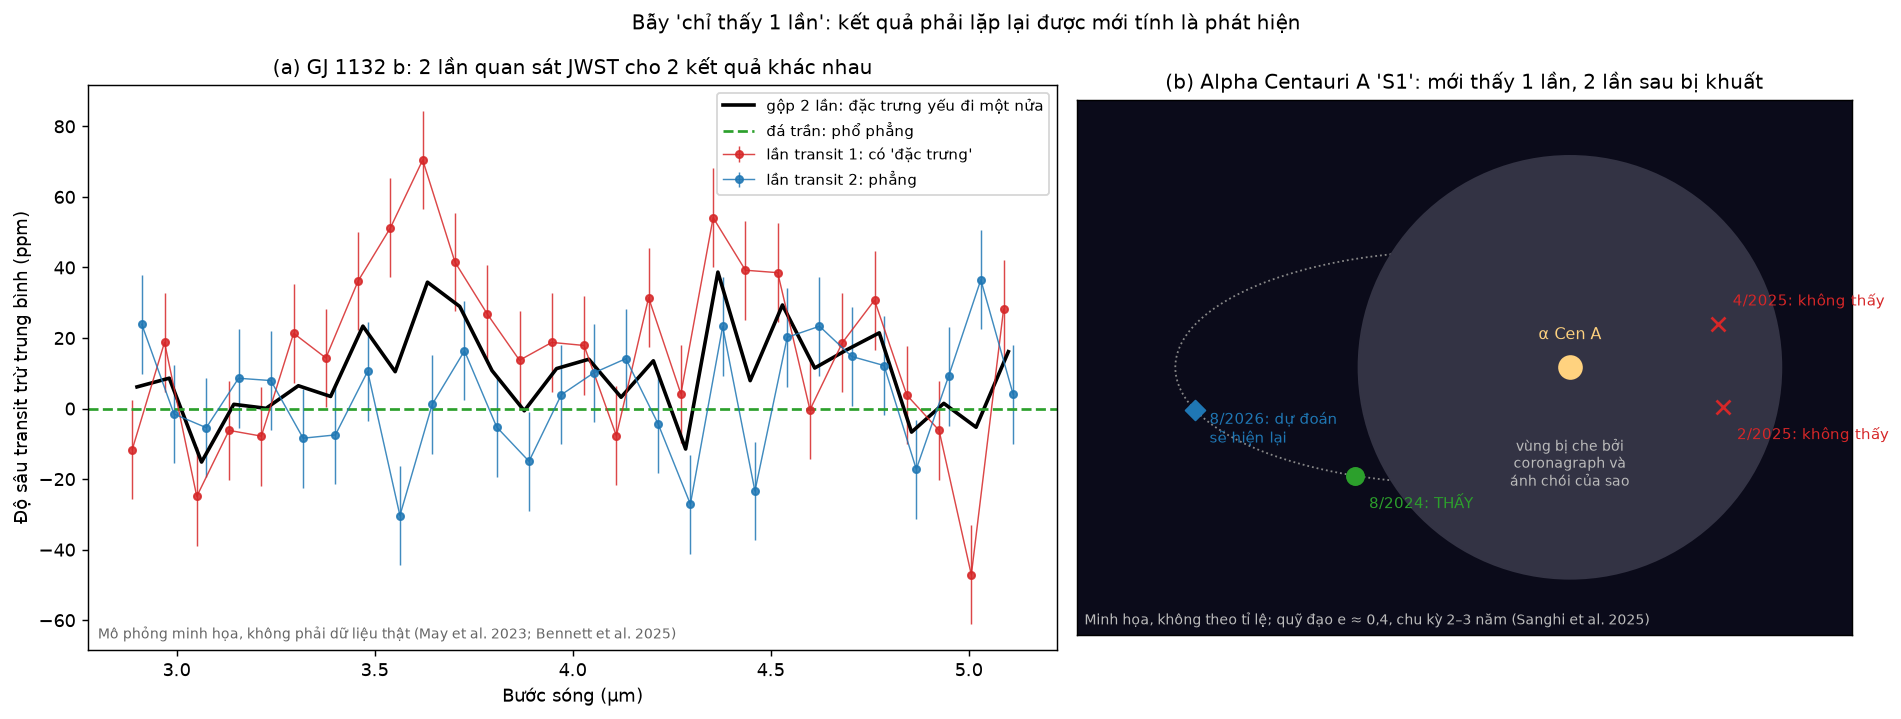 Bẫy 'chỉ thấy 1 lần': kết quả phải lặp lại được mới tính là phát hiện
(a) GJ 1132 b: 2 lần quan sát JWST cho 2 kết quả khác nhau
Độ sâu transit trừ trung bình (ppm)
80
60
40
20
0
−20
−40
−60
gộp 2 lần: đặc trưng yếu đi một nửa
đá trần: phổ phẳng
lần transit 1: có 'đặc trưng'
lần transit 2: phẳng
Mô phỏng minh họa, không phải dữ liệu thật (May et al. 2023; Bennett et al. 2025)
3.0
3.5
4.0
4.5
5.0
Bước sóng (µm)
(b) Alpha Centauri A 'S1': mới thấy 1 lần, 2 lần sau bị khuất
4/2025: không thấy
α Cen A
8/2026: dự đoán
sẽ hiện lại
2/2025: không thấy
vùng bị che bởi
coronagraph và
ánh chói của sao
8/2024: THẤY
Minh họa, không theo tỉ lệ; quỹ đạo e ≈ 0,4, chu kỳ 2–3 năm (Sanghi et al. 2025)